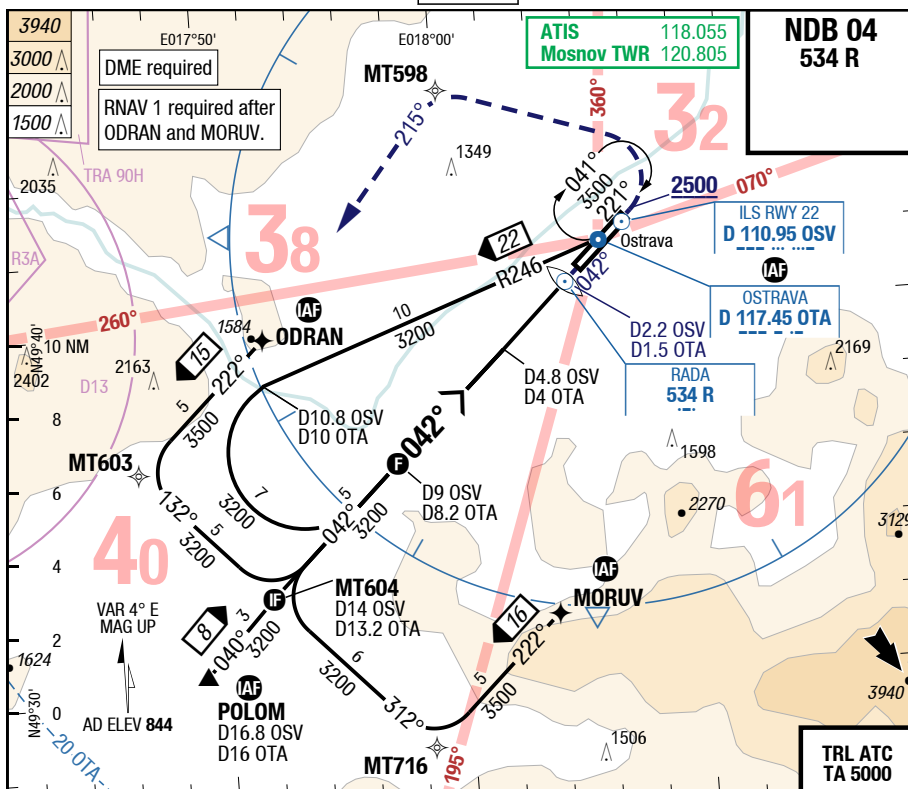 3940
3000
2000
1500
E017°50'
E018°00'
ATIS 118.055
Mosnov TWR 120.805
NDB 04
534 R
DME required
RNAV 1 required after
ODRAN and MORUV.
MT598
215°
360°
32
1349
2035
TRA 90H
041°
3500
221°
2500
070°
ILS RWY 22
D 110.95 OSV
IAF
OSTRAVA
D 117.45 OTA
Ostrava
R3A
38
22
R246
042°
10
3200
260°
IAF
1584
ODRAN
D2.2 OSV
D1.5 OTA
RADA
534 R
2169
N49°40'
10 NM
2402
2163
D13
15
222°
5
3500
D4.8 OSV
D4 OTA
D10.8 OSV
D10 OTA
042°
1598
8
MT603
F
D9 OSV
D8.2 OTA
61
2270
3129
6
132°
5
3200
7
3200
042°
5
3200
40
4
IF
MT604
D14 OSV
D13.2 OTA
IAF
MORUV
VAR 4° E
MAG UP
8
040°
3
3200
16
222°
5
3500
2
1624
6
3200
312°
IAF
POLOM
D16.8 OSV
D16 OTA
3940
N49°30'
0
AD ELEV 844
20 OTA
MT716
195°
1506
TRL ATC
TA 5000